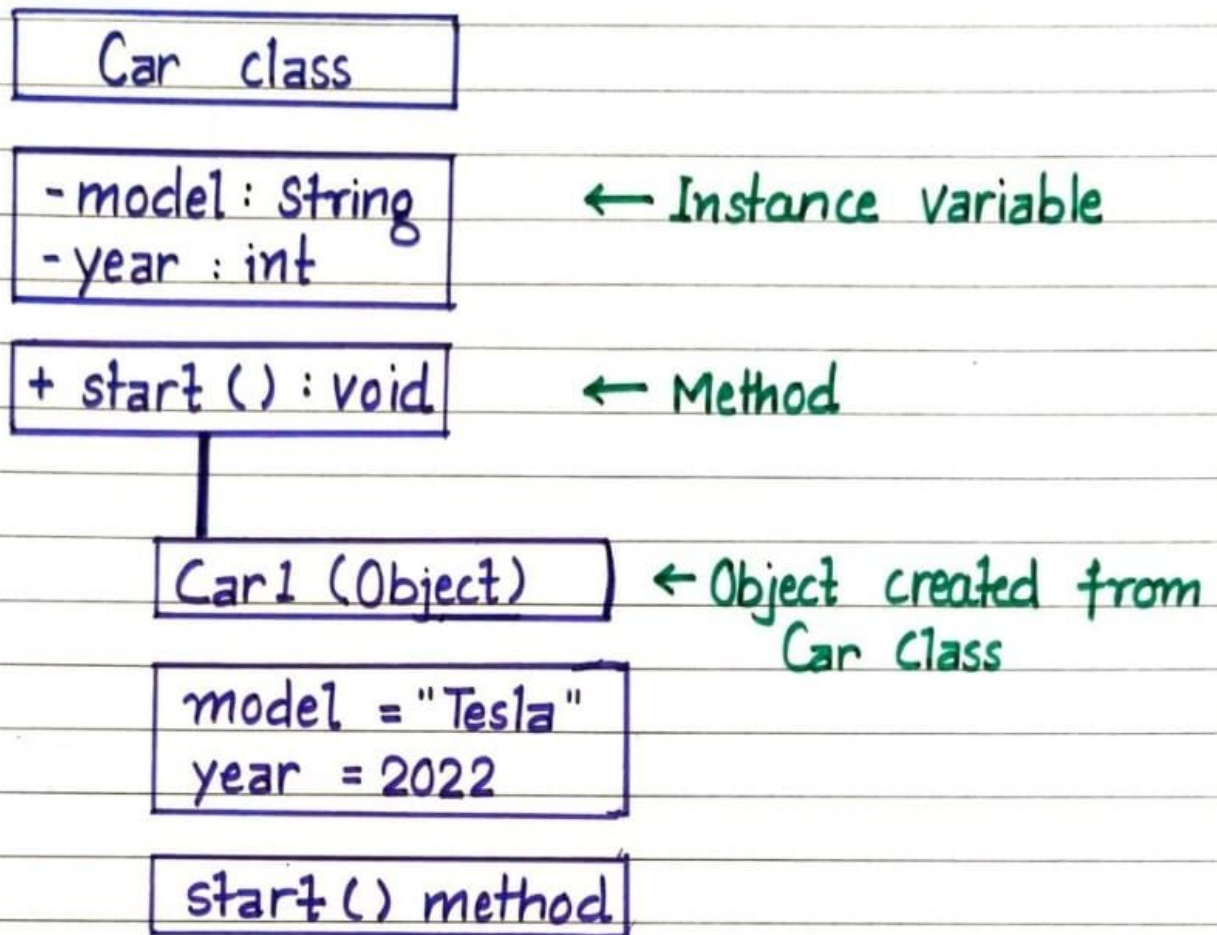 Car class
- model : String ← Instance variable
- year : int
+ start () : void ← Method
Car1 (Object) ← Object created from
Car Class
model = "Tesla"
year = 2022
start () method